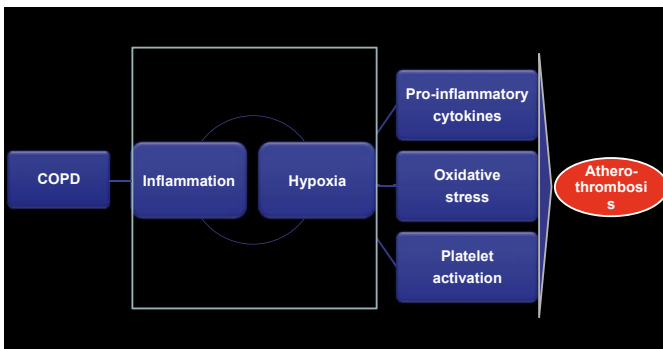 COPD
Inflammation
Hypoxia
Pro-inflammatory
cytokines
Oxidative
stress
Platelet
activation
Athero-
thrombosi
s